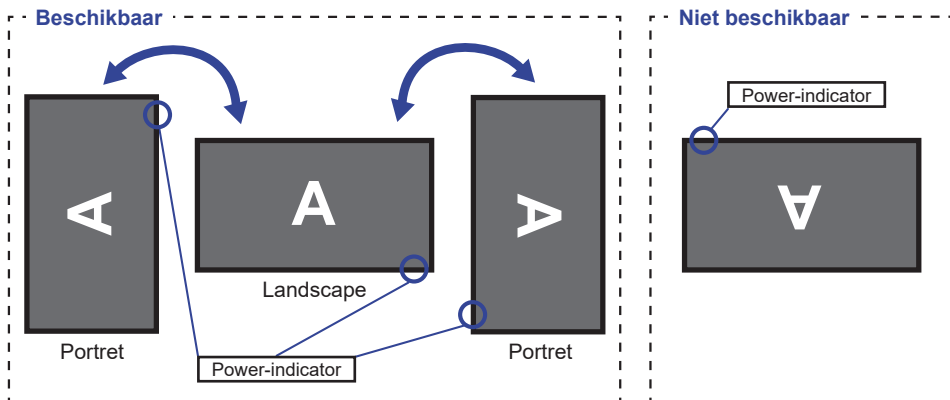 Beschikbaar
Niet beschikbaar
Power-indicator
A
A
A
A
Landscape
Portret
Portret
Power-indicator